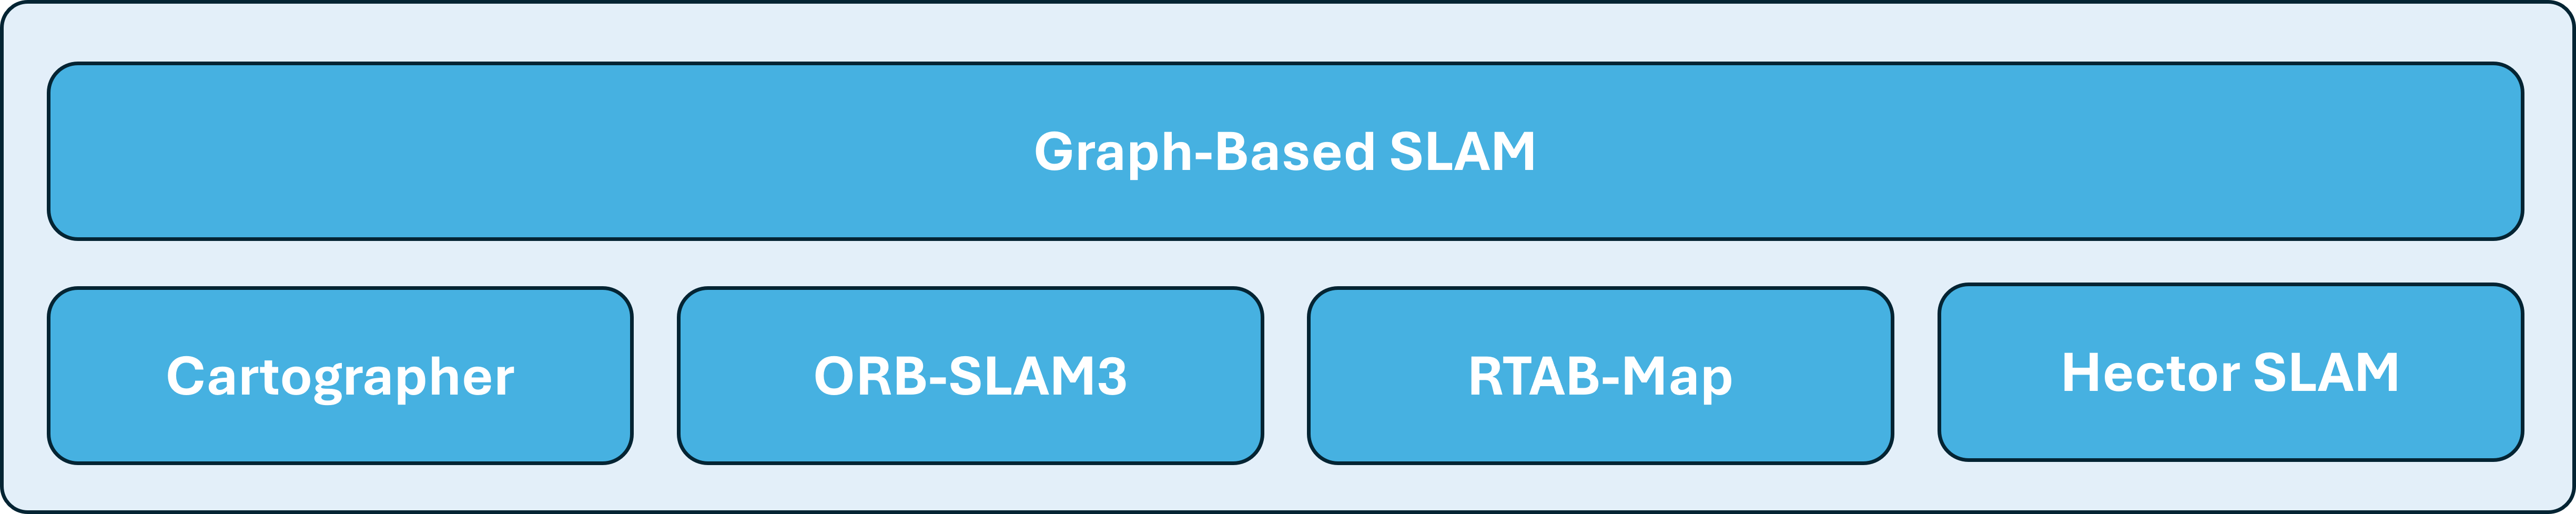 Graph-Based SLAM
Cartographer
ORB-SLAM3
RTAB-Map
Hector SLAM